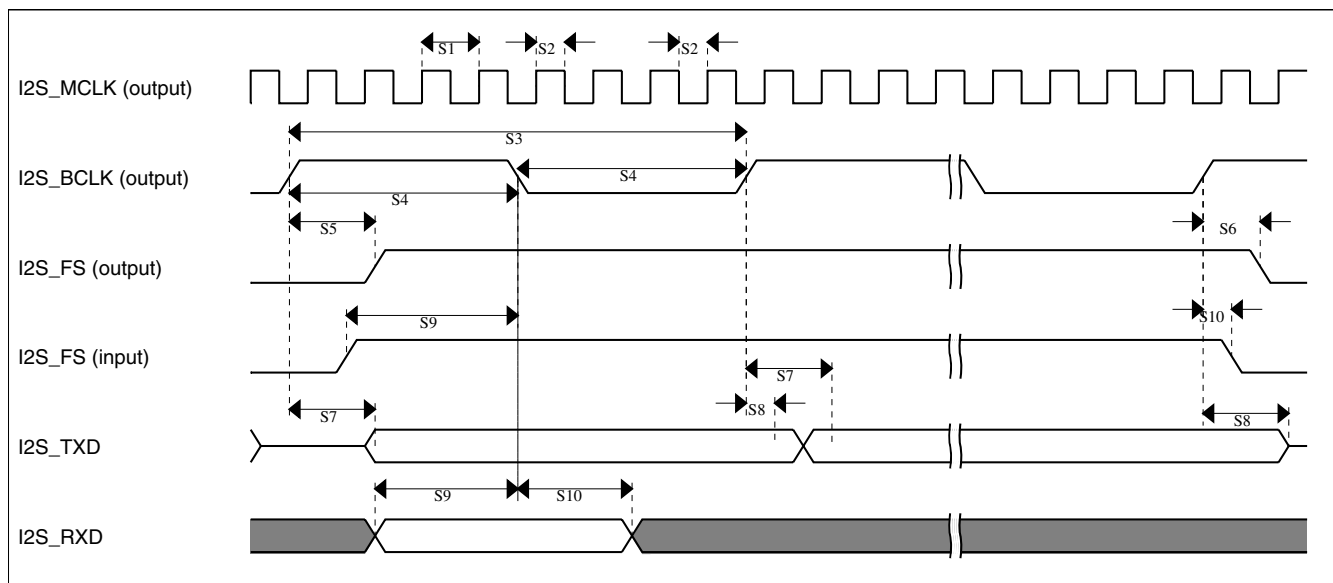 S1 S2 S2
I2S_MCLK (output)
S3
I2S_BCLK (output)
S4
S4
S5 S6
I2S_FS (output)
S9 S10
I2S_FS (input)
S7
S7 S8 S8
I2S_TXD
S9 S10
I2S_RXD